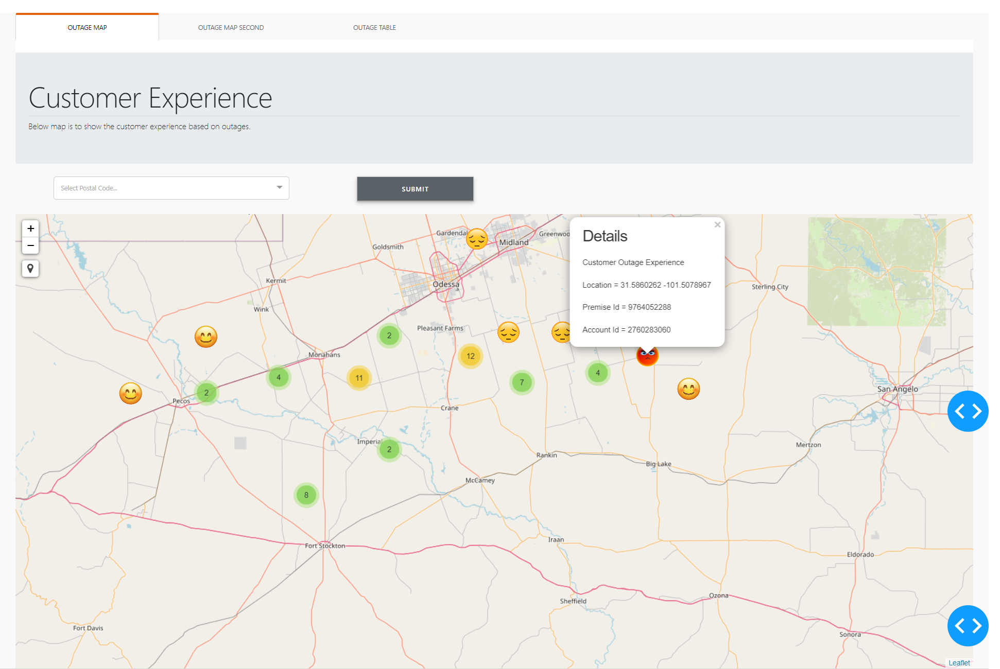 OUTAGE MAP
OUTAGE MAP SECOND
OUTAGE TABLE
Customer Experience
Below map is to show the customer experience based on outages.
Select Postal Code...
SUBMIT
+
−
Details
×
Customer Outage Experience
Location = 31.5860262 -101.5078967
Premise Id = 9764052288
Account Id = 2760283060
Gardendal
Midland
Greenwoo
Goldsmith
Kermit
Odessa
Sterling City
Wink
Pleasant Farms
2
Monahans
12
4
11
7
4
2
Pecos
San Angelo
Crane
Imperial
2
Mertzon
Rankin
Big Lake
McCamey
8
Iraan
Fort Stockton
Eldorado
Ozona
Sheffield
Fort Davis
Sonora
Leaflet